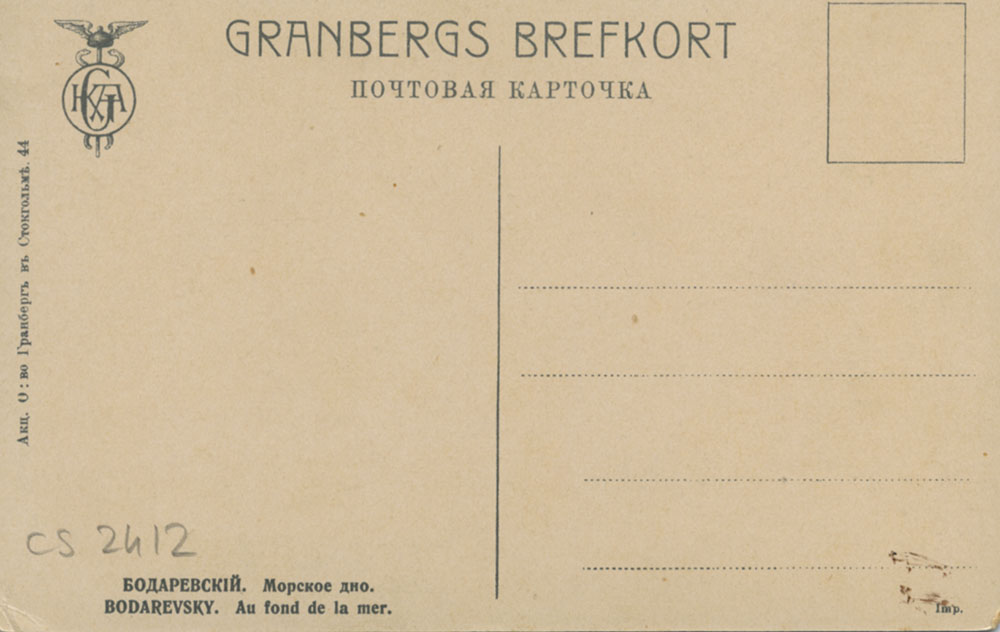 GRANBERGS BREFKORT
ПОЧТОВАЯ КАРТОЧКА
Акц. О: во Гранбергъ въ Стокгольмѣ. 44
CS 2412
БОДАРЕВСКІЙ. Морское дно.
BODAREVSKY. Au fond de la mer.
Imp.